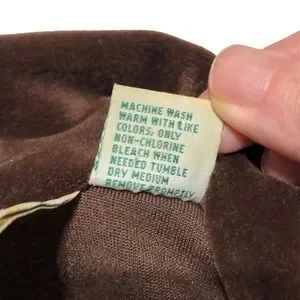 MACHINE WASH
WARM WITH LIKE
COLORS, ONLY
NON-CHLORINE
BLEACH WHEN
NEEDED TUMBLE
DRY MEDIUM
REMOVE PROMPTLY